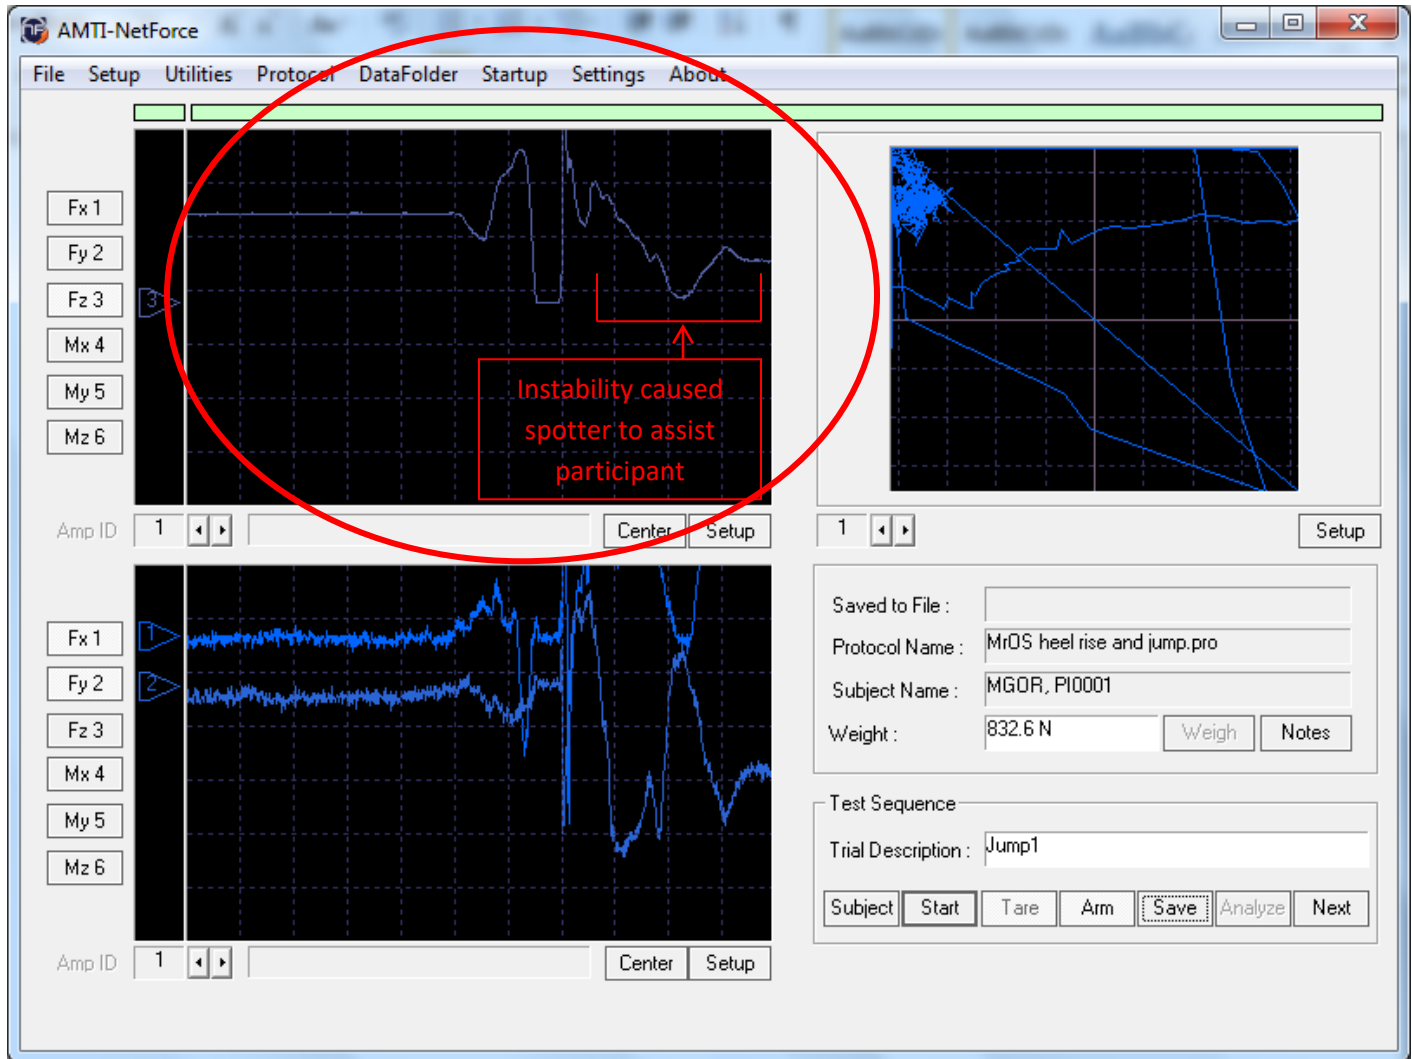 AMTI-NetForce
File Setup Utilities Protocol DataFolder Startup Settings About
Fx 1
Fy 2
Fz 3
Mx 4
My 5
Mz 6
3
Instability caused
spotter to assist
participant
Amp ID 1 Center Setup
1 Setup
Fx 1
Fy 2
Fz 3
Mx 4
My 5
Mz 6
1
2
Amp ID 1 Center Setup
Saved to File :
Protocol Name : MrOS heel rise and jump.pro
Subject Name : MGOR, PI0001
Weight : 832.6 N Weigh Notes
Test Sequence
Trial Description : Jump1
Subject Start Tare Arm Save Analyze Next